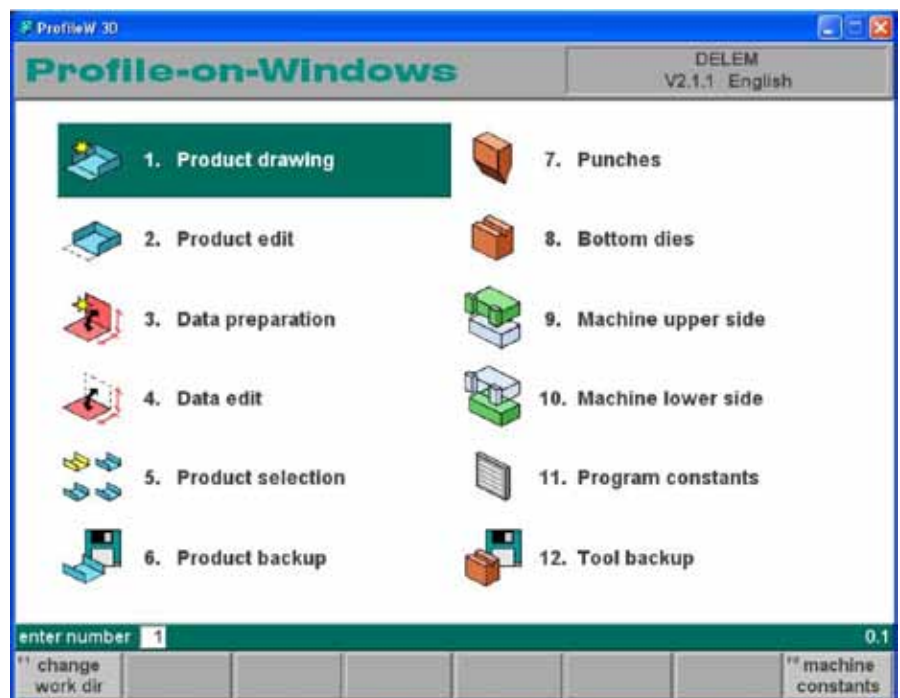 ProfileW 3D
Profile-on-Windows
DELEM
V2.1.1 English
1. Product drawing
2. Product edit
3. Data preparation
4. Data edit
5. Product selection
6. Product backup
7. Punches
8. Bottom dies
9. Machine upper side
10. Machine lower side
11. Program constants
12. Tool backup
enter number 1
0.1
change
work dir
machine
constants